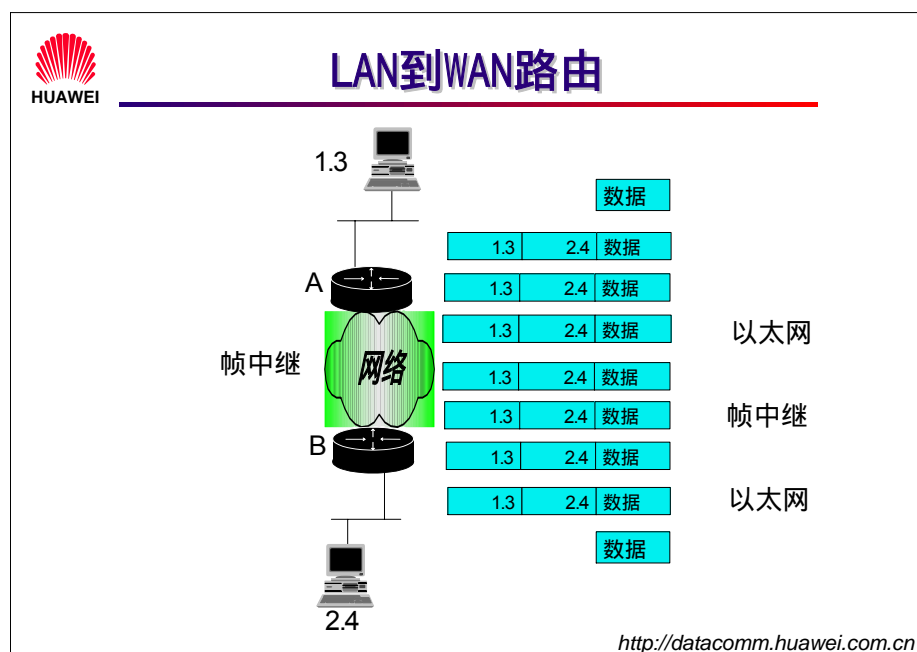 HUAWEI
LAN到WAN路由
1.3
数据
1.3 2.4 数据
A
1.3 2.4 数据
1.3 2.4 数据
以太网
帧中继
网络
1.3 2.4 数据
1.3 2.4 数据
帧中继
B
1.3 2.4 数据
1.3 2.4 数据
以太网
数据
2.4
http://datacomm.huawei.com.cn